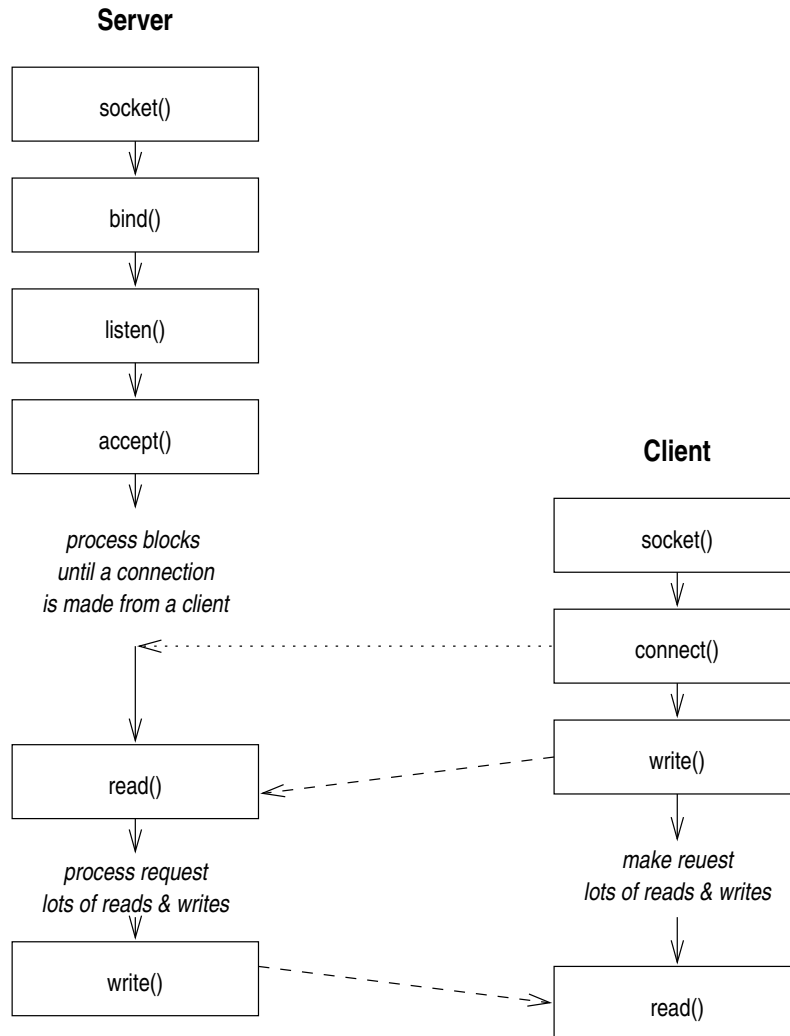 Server
socket()
bind()
listen()
accept()
process blocks
until a connection
is made from a client
read()
process request
lots of reads & writes
write()
Client
socket()
connect()
write()
make reuest
lots of reads & writes
read()